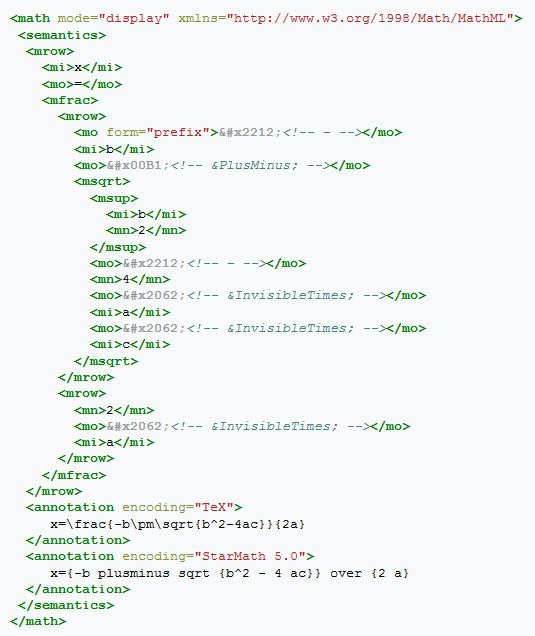 <math mode="display" xmlns="http://www.w3.org/1998/Math/MathML">
 <semantics>
  <mrow>
    <mi>x</mi>
    <mo>=</mo>
    <mfrac>
      <mrow>
        <mo form="prefix">&#x2212;<!-- − --></mo>
        <mi>b</mi>
        <mo>&#x00B1;<!-- &PlusMinus; --></mo>
        <msqrt>
          <msup>
            <mi>b</mi>
            <mn>2</mn>
          </msup>
          <mo>&#x2212;<!-- − --></mo>
          <mn>4</mn>
          <mo>&#x2062;<!-- &InvisibleTimes; --></mo>
          <mi>a</mi>
          <mo>&#x2062;<!-- &InvisibleTimes; --></mo>
          <mi>c</mi>
        </msqrt>
      </mrow>
      <mrow>
        <mn>2</mn>
        <mo>&#x2062;<!-- &InvisibleTimes; --></mo>
        <mi>a</mi>
      </mrow>
    </mfrac>
  </mrow>
  <annotation encoding="TeX">
     x=\frac{-b\pm\sqrt{b^2-4ac}}{2a}
  </annotation>
  <annotation encoding="StarMath 5.0">
     x={-b plusminus sqrt {b^2 - 4 ac}} over {2 a}
  </annotation>
 </semantics>
</math>